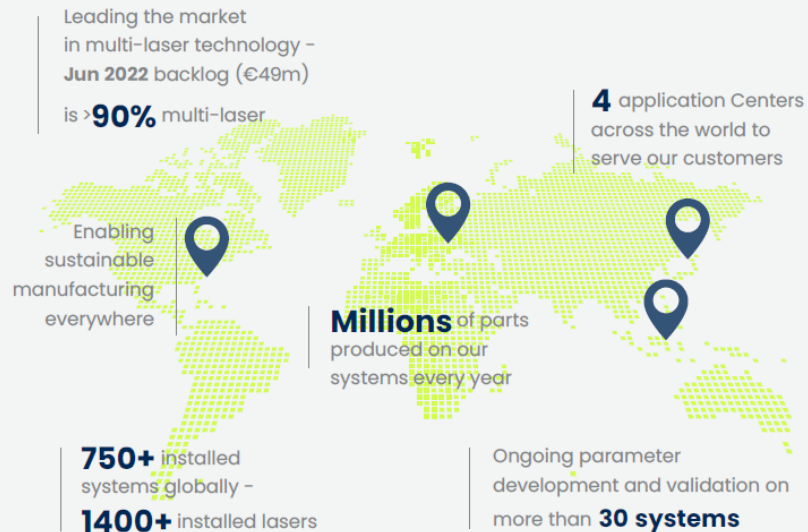 Leading the market
in multi-laser technology -
Jun 2022 backlog (€49m)
is >90% multi-laser
4 application Centers
across the world to
serve our customers
Enabling
sustainable
manufacturing
everywhere
Millions of parts
produced on our
systems every year
750+ installed
systems globally -
1400+ installed lasers
Ongoing parameter
development and validation on
more than 30 systems